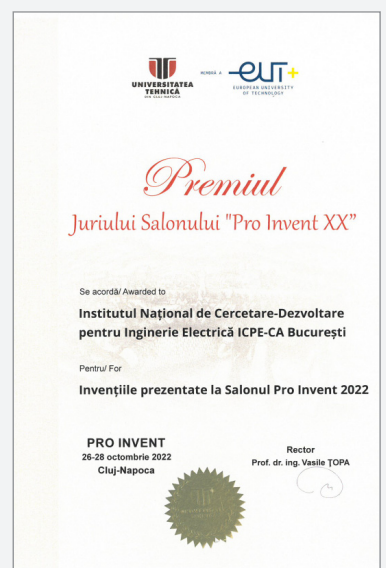 UNIVERSITATEA
TEHNICĂ
DIN CLUJ-NAPOCA
MEMBRĂ A
eut+
EUROPEAN UNIVERSITY
OF TECHNOLOGY
Premiul
Juriului Salonului "Pro Invent XX”
Se acordă/ Awarded to
Institutul Național de Cercetare-Dezvoltare
pentru Inginerie Electrică ICPE-CA București
Pentru/ For
Invențiile prezentate la Salonul Pro Invent 2022
PRO INVENT
26-28 octombrie 2022
Cluj-Napoca
Rector
Prof. dr. ing. Vasile ȚOPA